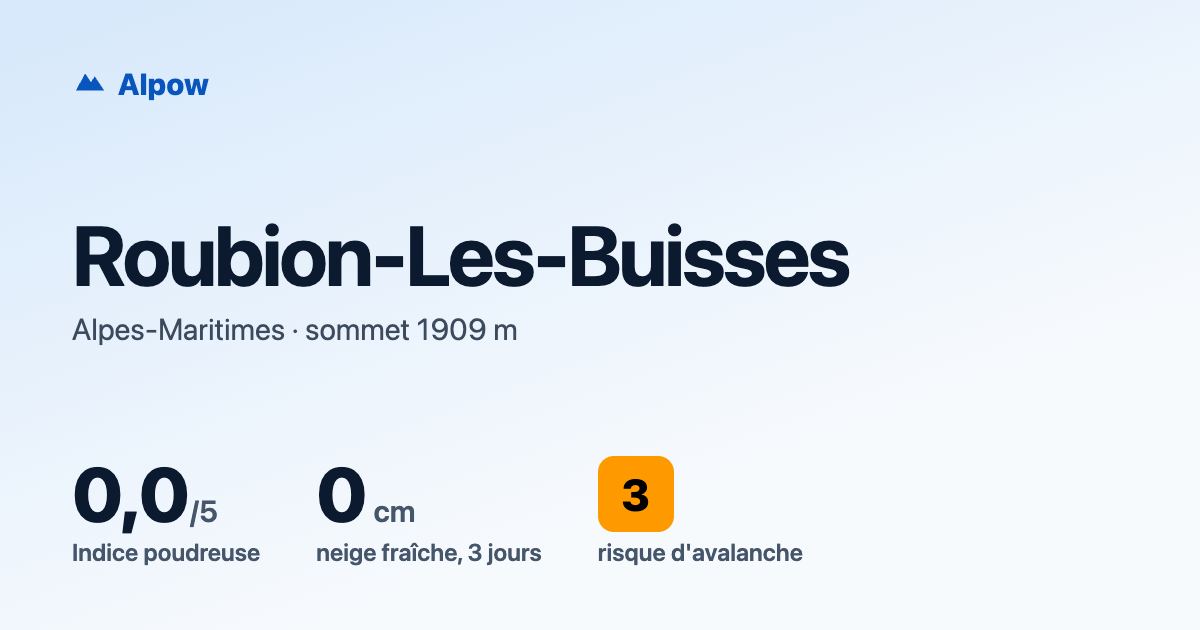 Alpow
Roubion-Les-Buisses
Alpes-Maritimes · sommet 1909 m
0,0/5
Indice poudreuse
0 cm
neige fraîche, 3 jours
3
risque d'avalanche